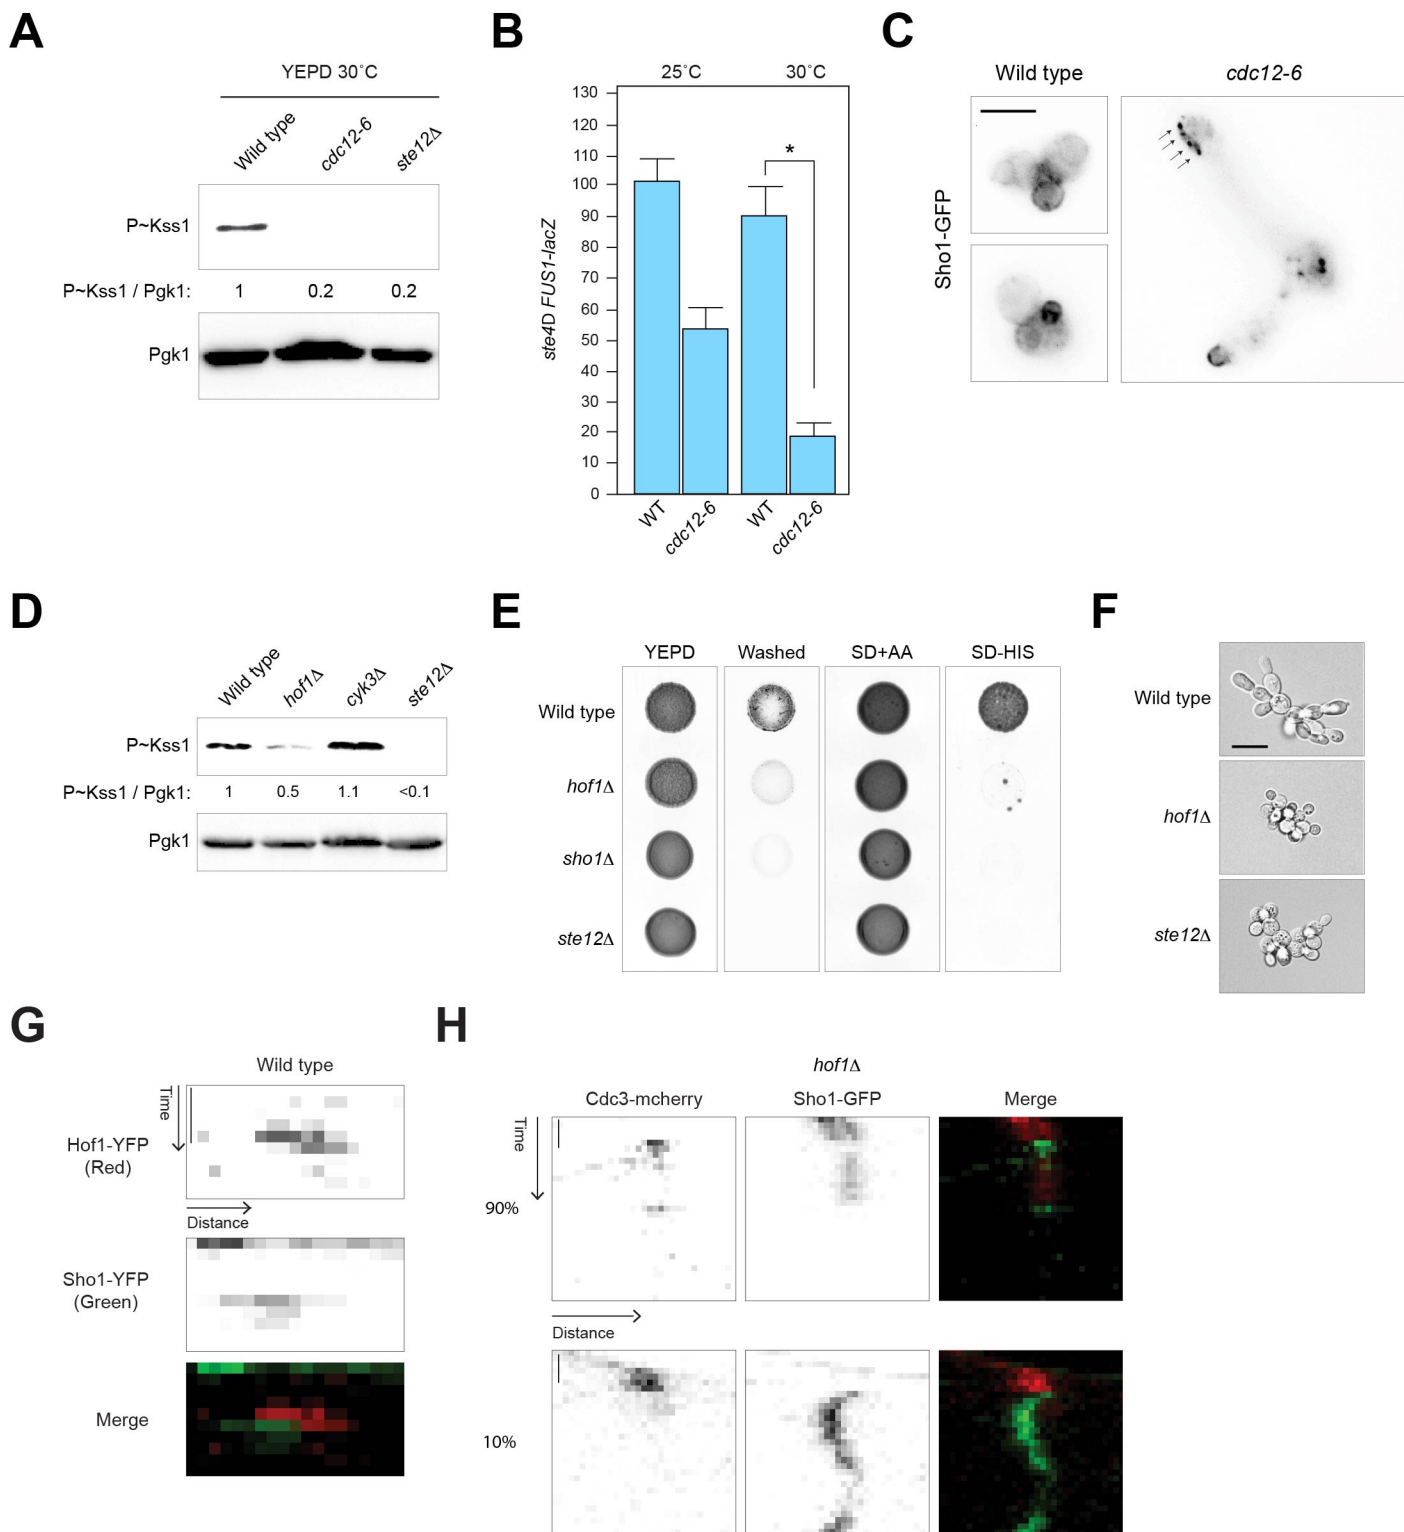 A
YEPD 30˚C
Wild type
cdc12-6
ste12Δ
P~Kss1
P~Kss1 / Pgk1:
1
0.2
0.2
Pgk1
B
25˚C
30˚C
ste4D FUS1-lacZ
130
120
110
100
90
80
70
60
50
40
30
20
10
0
*
WT
cdc12-6
WT
cdc12-6
C
Wild type
cdc12-6
Sho1-GFP
D
Wild type
hof1Δ
cyk3Δ
ste12Δ
P~Kss1
P~Kss1 / Pgk1:
1
0.5
1.1
<0.1
Pgk1
E
YEPD
Washed
SD+AA
SD-HIS
Wild type
hof1Δ
sho1Δ
ste12Δ
F
Wild type
hof1Δ
ste12Δ
G
Wild type
Time
Hof1-YFP
(Red)
Distance
Sho1-YFP
(Green)
Merge
H
hof1Δ
Cdc3-mcherry
Sho1-GFP
Merge
Time
90%
Distance
10%